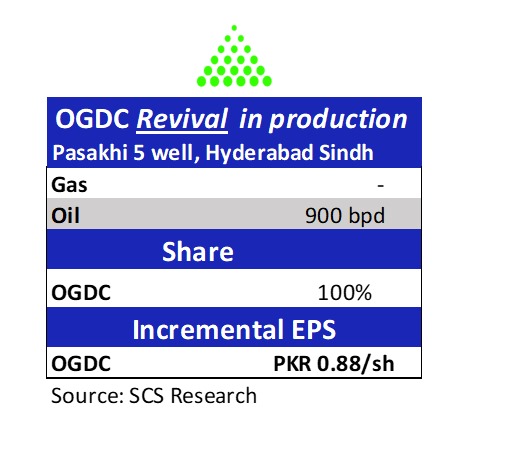 OGDC Revival in production
Pasakhi 5 well, Hyderabad Sindh
Gas -
Oil 900 bpd
Share
OGDC 100%
Incremental EPS
OGDC PKR 0.88/sh
Source: SCS Research